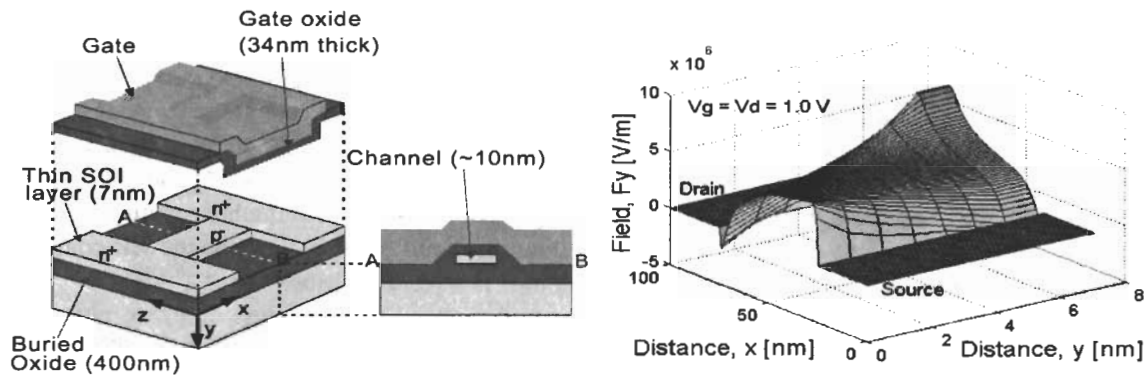 Gate
Gate oxide
(34nm thick)
Channel (~10nm)
Thin SOI
layer (7nm)
A
n+
p-
n+
B
z
x
y
Buried
Oxide (400nm)
A
B
x 10^6
10
5
0
-5
Field, Fy [V/m]
Vg = Vd = 1.0 V
Drain
Source
100
50
0
Distance, x [nm]
0
2
4
6
8
Distance, y [nm]